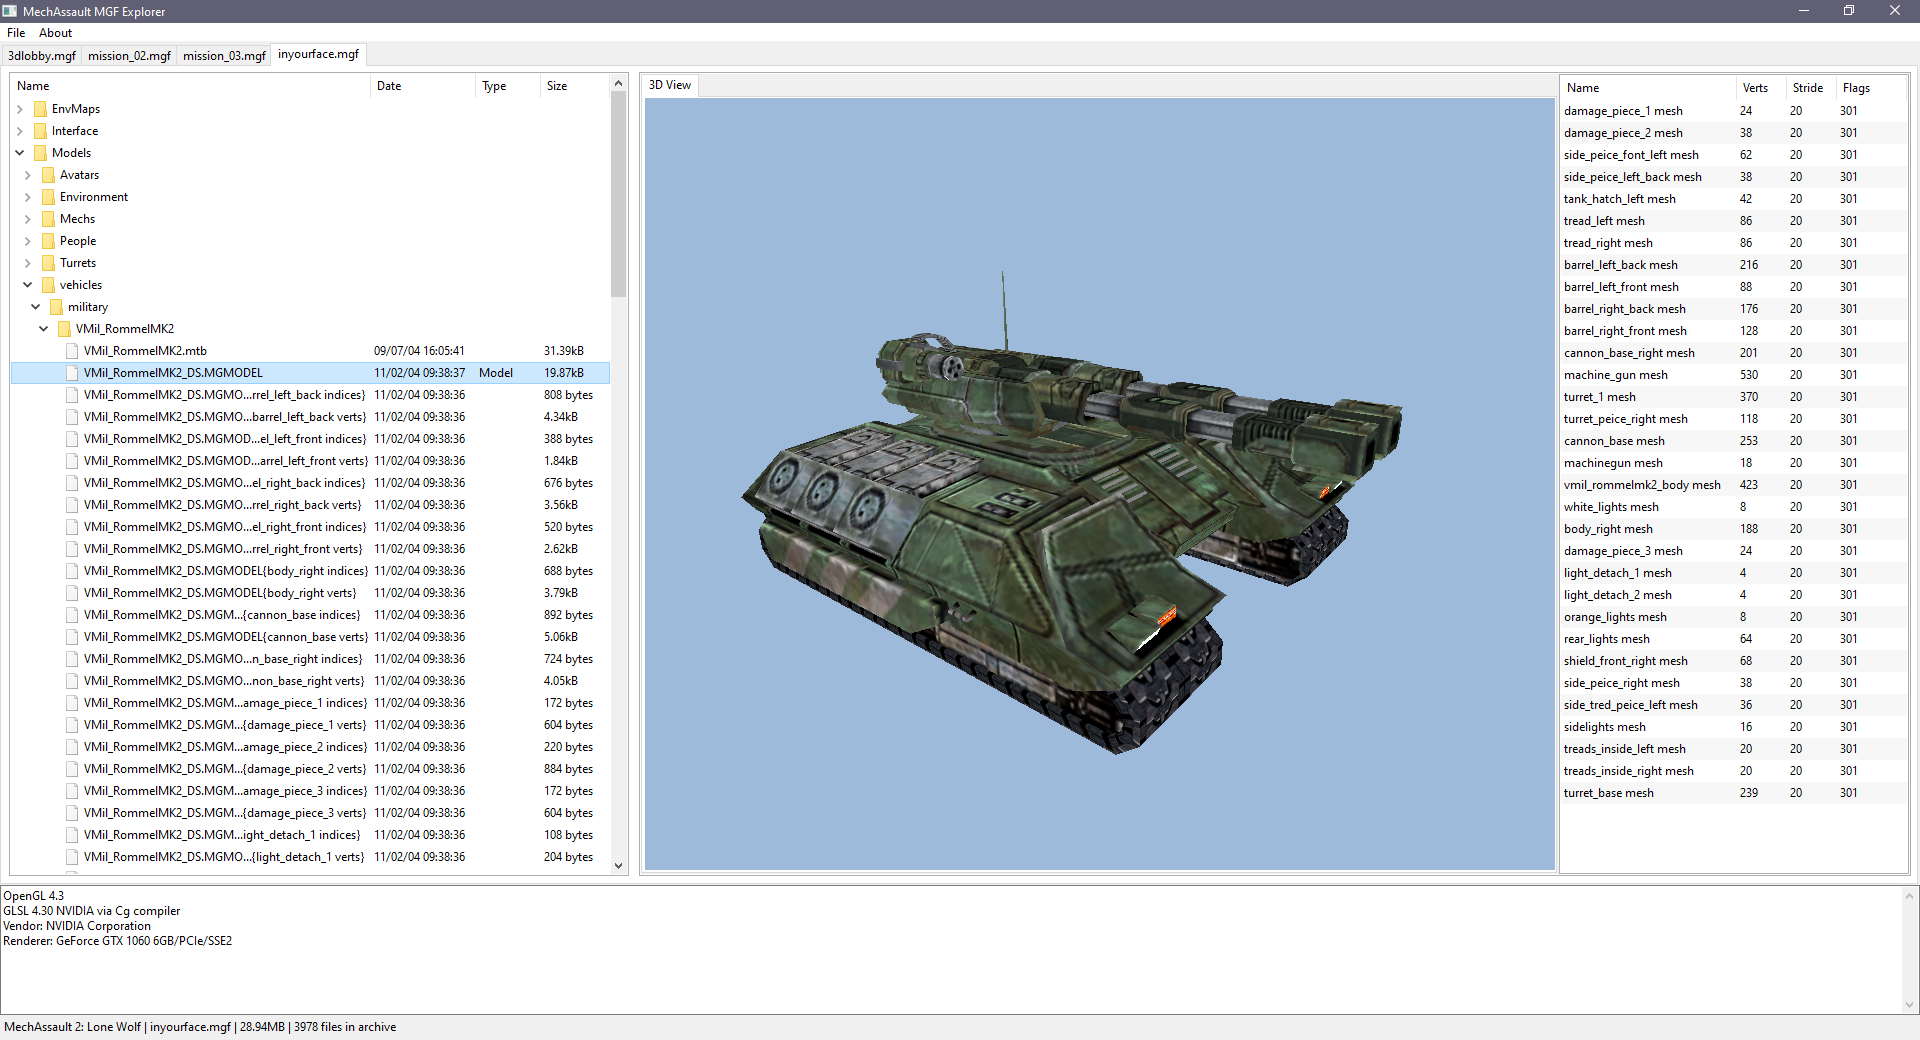 MechAssault MGF Explorer
File About
3dlobby.mgf mission_02.mgf mission_03.mgf inyourface.mgf
Name Date Type Size
EnvMaps
Interface
Models
Avatars
Environment
Mechs
People
Turrets
vehicles
military
VMil_RommelMK2
VMil_RommelMK2.mtb 09/07/04 16:05:41 31.39kB
VMil_RommelMK2_DS.MGMODEL 11/02/04 09:38:37 Model 19.87kB
VMil_RommelMK2_DS.MGMO...rrel_left_back indices} 11/02/04 09:38:36 808 bytes
VMil_RommelMK2_DS.MGMO...barrel_left_back verts} 11/02/04 09:38:36 4.34kB
VMil_RommelMK2_DS.MGMOD...el_left_front indices} 11/02/04 09:38:36 388 bytes
VMil_RommelMK2_DS.MGMOD...arrel_left_front verts} 11/02/04 09:38:36 1.84kB
VMil_RommelMK2_DS.MGMO...el_right_back indices} 11/02/04 09:38:36 676 bytes
VMil_RommelMK2_DS.MGMO...rrel_right_back verts} 11/02/04 09:38:36 3.56kB
VMil_RommelMK2_DS.MGMO...el_right_front indices} 11/02/04 09:38:36 520 bytes
VMil_RommelMK2_DS.MGMO...rrel_right_front verts} 11/02/04 09:38:36 2.62kB
VMil_RommelMK2_DS.MGMODEL{body_right indices} 11/02/04 09:38:36 688 bytes
VMil_RommelMK2_DS.MGMODEL{body_right verts} 11/02/04 09:38:36 3.79kB
VMil_RommelMK2_DS.MGM...{cannon_base indices} 11/02/04 09:38:36 892 bytes
VMil_RommelMK2_DS.MGMODEL{cannon_base verts} 11/02/04 09:38:36 5.06kB
VMil_RommelMK2_DS.MGMO...n_base_right indices} 11/02/04 09:38:36 724 bytes
VMil_RommelMK2_DS.MGMO...non_base_right verts} 11/02/04 09:38:36 4.05kB
VMil_RommelMK2_DS.MGM...amage_piece_1 indices} 11/02/04 09:38:36 172 bytes
VMil_RommelMK2_DS.MGM...{damage_piece_1 verts} 11/02/04 09:38:36 604 bytes
VMil_RommelMK2_DS.MGM...amage_piece_2 indices} 11/02/04 09:38:36 220 bytes
VMil_RommelMK2_DS.MGM...{damage_piece_2 verts} 11/02/04 09:38:36 884 bytes
VMil_RommelMK2_DS.MGM...amage_piece_3 indices} 11/02/04 09:38:36 172 bytes
VMil_RommelMK2_DS.MGM...{damage_piece_3 verts} 11/02/04 09:38:36 604 bytes
VMil_RommelMK2_DS.MGM...ight_detach_1 indices} 11/02/04 09:38:36 108 bytes
VMil_RommelMK2_DS.MGMO...{light_detach_1 verts} 11/02/04 09:38:36 204 bytes
3D View
Name Verts Stride Flags
damage_piece_1 mesh 24 20 301
damage_piece_2 mesh 38 20 301
side_peice_font_left mesh 62 20 301
side_peice_left_back mesh 38 20 301
tank_hatch_left mesh 42 20 301
tread_left mesh 86 20 301
tread_right mesh 86 20 301
barrel_left_back mesh 216 20 301
barrel_left_front mesh 88 20 301
barrel_right_back mesh 176 20 301
barrel_right_front mesh 128 20 301
cannon_base_right mesh 201 20 301
machine_gun mesh 530 20 301
turret_1 mesh 370 20 301
turret_peice_right mesh 118 20 301
cannon_base mesh 253 20 301
machinegun mesh 18 20 301
vmil_rommelmk2_body mesh 423 20 301
white_lights mesh 8 20 301
body_right mesh 188 20 301
damage_piece_3 mesh 24 20 301
light_detach_1 mesh 4 20 301
light_detach_2 mesh 4 20 301
orange_lights mesh 8 20 301
rear_lights mesh 64 20 301
shield_front_right mesh 68 20 301
side_peice_right mesh 38 20 301
side_tred_peice_left mesh 36 20 301
sidelights mesh 16 20 301
treads_inside_left mesh 20 20 301
treads_inside_right mesh 20 20 301
turret_base mesh 239 20 301
OpenGL 4.3
GLSL 4.30 NVIDIA via Cg compiler
Vendor: NVIDIA Corporation
Renderer: GeForce GTX 1060 6GB/PCIe/SSE2
MechAssault 2: Lone Wolf | inyourface.mgf | 28.94MB | 3978 files in archive